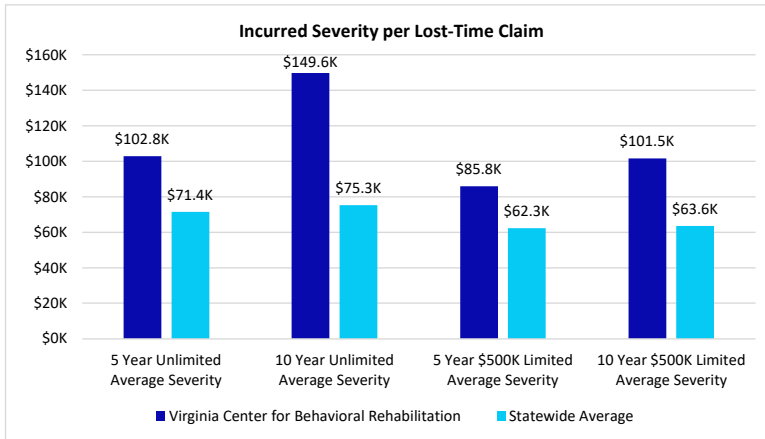 Incurred Severity per Lost-Time Claim
$160K
$140K
$120K
$100K
$80K
$60K
$40K
$20K
$0K
$102.8K
$71.4K
$149.6K
$75.3K
$85.8K
$62.3K
$101.5K
$63.6K
5 Year Unlimited
Average Severity
10 Year Unlimited
Average Severity
5 Year $500K Limited
Average Severity
10 Year $500K Limited
Average Severity
Virginia Center for Behavioral Rehabilitation
Statewide Average